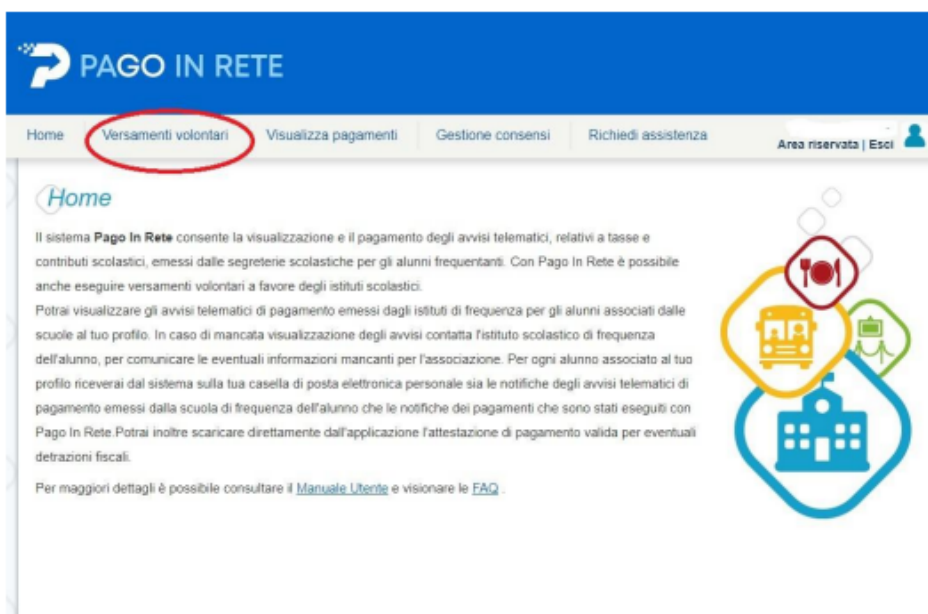 PAGO IN RETE
Home Versamenti volontari Visualizza pagamenti Gestione consensi Richiedi assistenza
Area riservata | Esci
Home
Il sistema Pago In Rete consente la visualizzazione e il pagamento degli avvisi telematici, relativi a tasse e
contributi scolastici, emessi dalle segreterie scolastiche per gli alunni frequentanti. Con Pago In Rete è possibile
anche eseguire versamenti volontari a favore degli istituti scolastici.
Potrai visualizzare gli avvisi telematici di pagamento emessi dagli istituti di frequenza per gli alunni associati dalle
scuole al tuo profilo. In caso di mancata visualizzazione degli avvisi contatta l'istituto scolastico di frequenza
dell'alunno, per comunicare le eventuali informazioni mancanti per l'associazione. Per ogni alunno associato al tuo
profilo riceverai dal sistema sulla tua casella di posta elettronica personale sia le notifiche degli avvisi telematici di
pagamento emessi dalla scuola di frequenza dell'alunno che le notifiche dei pagamenti che sono stati eseguiti con
Pago In Rete.Potrai inoltre scaricare direttamente dall'applicazione l'attestazione di pagamento valida per eventuali
detrazioni fiscali.
Per maggiori dettagli è possibile consultare il Manuale Utente e visionare le FAQ .